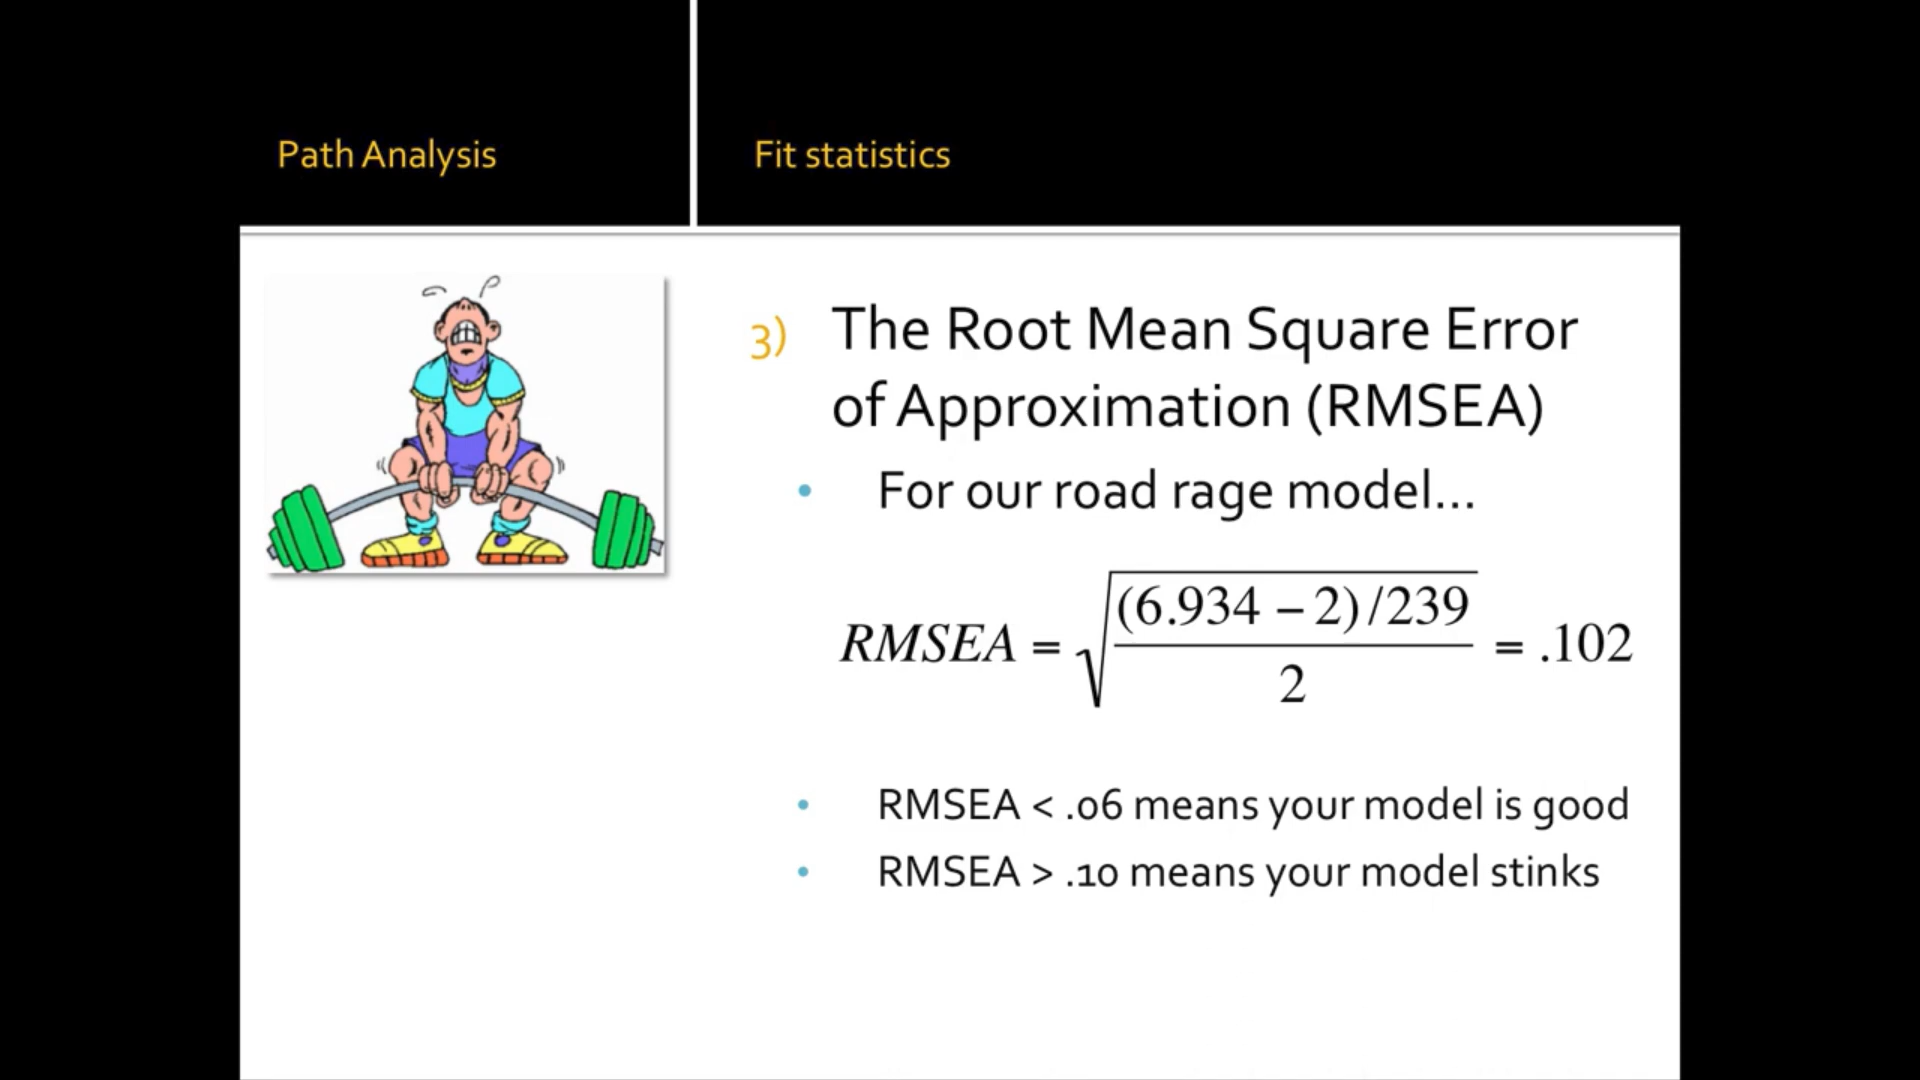 Path Analysis
Fit statistics
3) The Root Mean Square Error
of Approximation (RMSEA)
• For our road rage model...
RMSEA = √((6.934 − 2)/239 / 2) = .102
• RMSEA < .06 means your model is good
• RMSEA > .10 means your model stinks